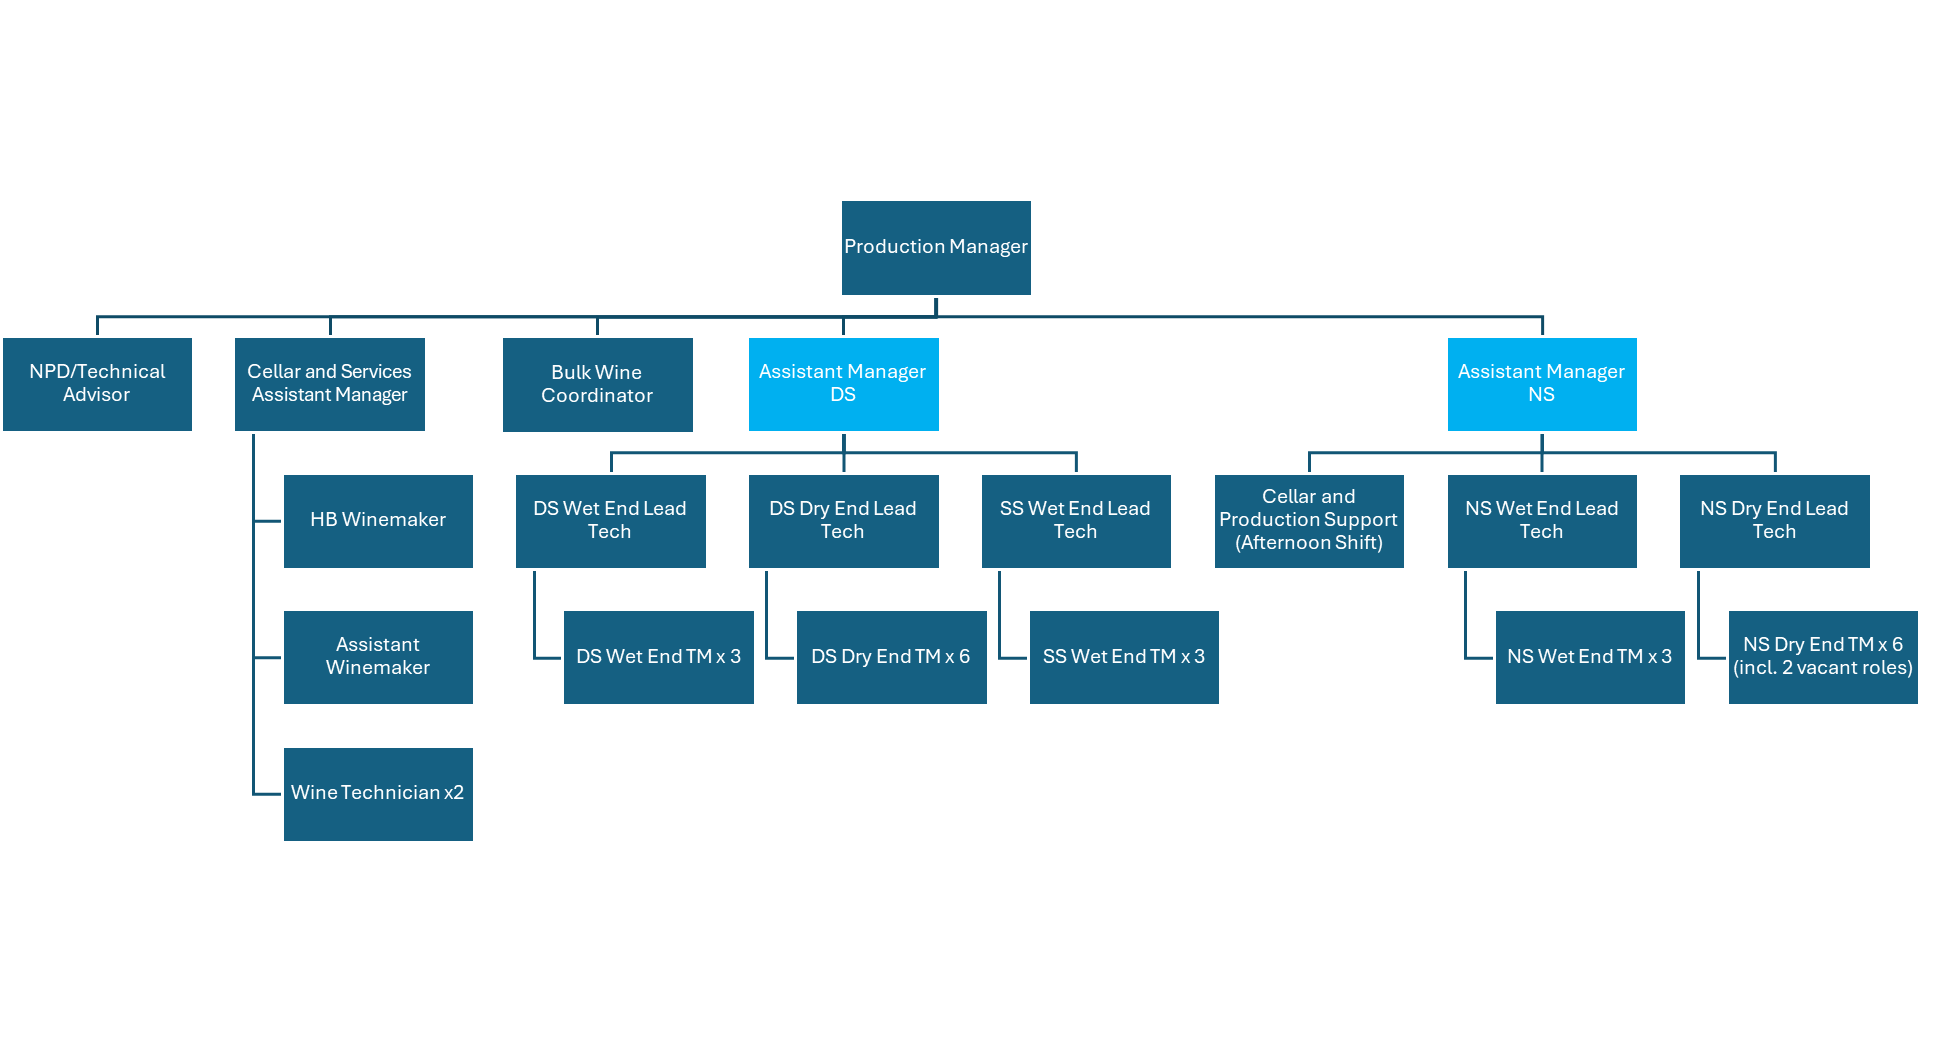 Production Manager
NPD/Technical
Advisor
Cellar and Services
Assistant Manager
Bulk Wine
Coordinator
Assistant Manager
DS
Assistant Manager
NS
HB Winemaker
Assistant
Winemaker
Wine Technician x2
DS Wet End Lead
Tech
DS Wet End TM x 3
DS Dry End Lead
Tech
DS Dry End TM x 6
SS Wet End Lead
Tech
SS Wet End TM x 3
Cellar and
Production Support
(Afternoon Shift)
NS Wet End Lead
Tech
NS Wet End TM x 3
NS Dry End Lead
Tech
NS Dry End TM x 6
(incl. 2 vacant roles)